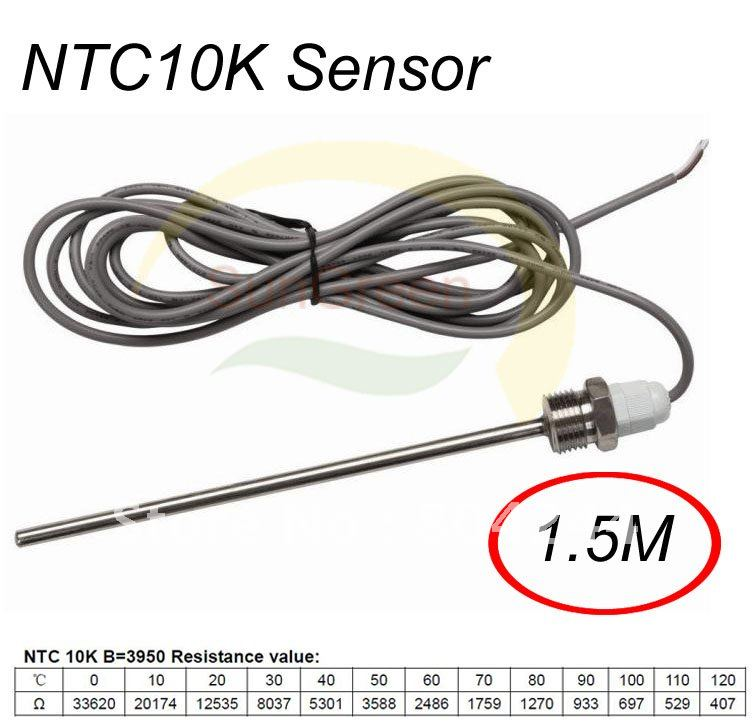 NTC10K Sensor
SunGreen
1.5M
NTC 10K B=3950 Resistance value:
℃ 0 10 20 30 40 50 60 70 80 90 100 110 120
Ω 33620 20174 12535 8037 5301 3588 2486 1759 1270 933 697 529 407